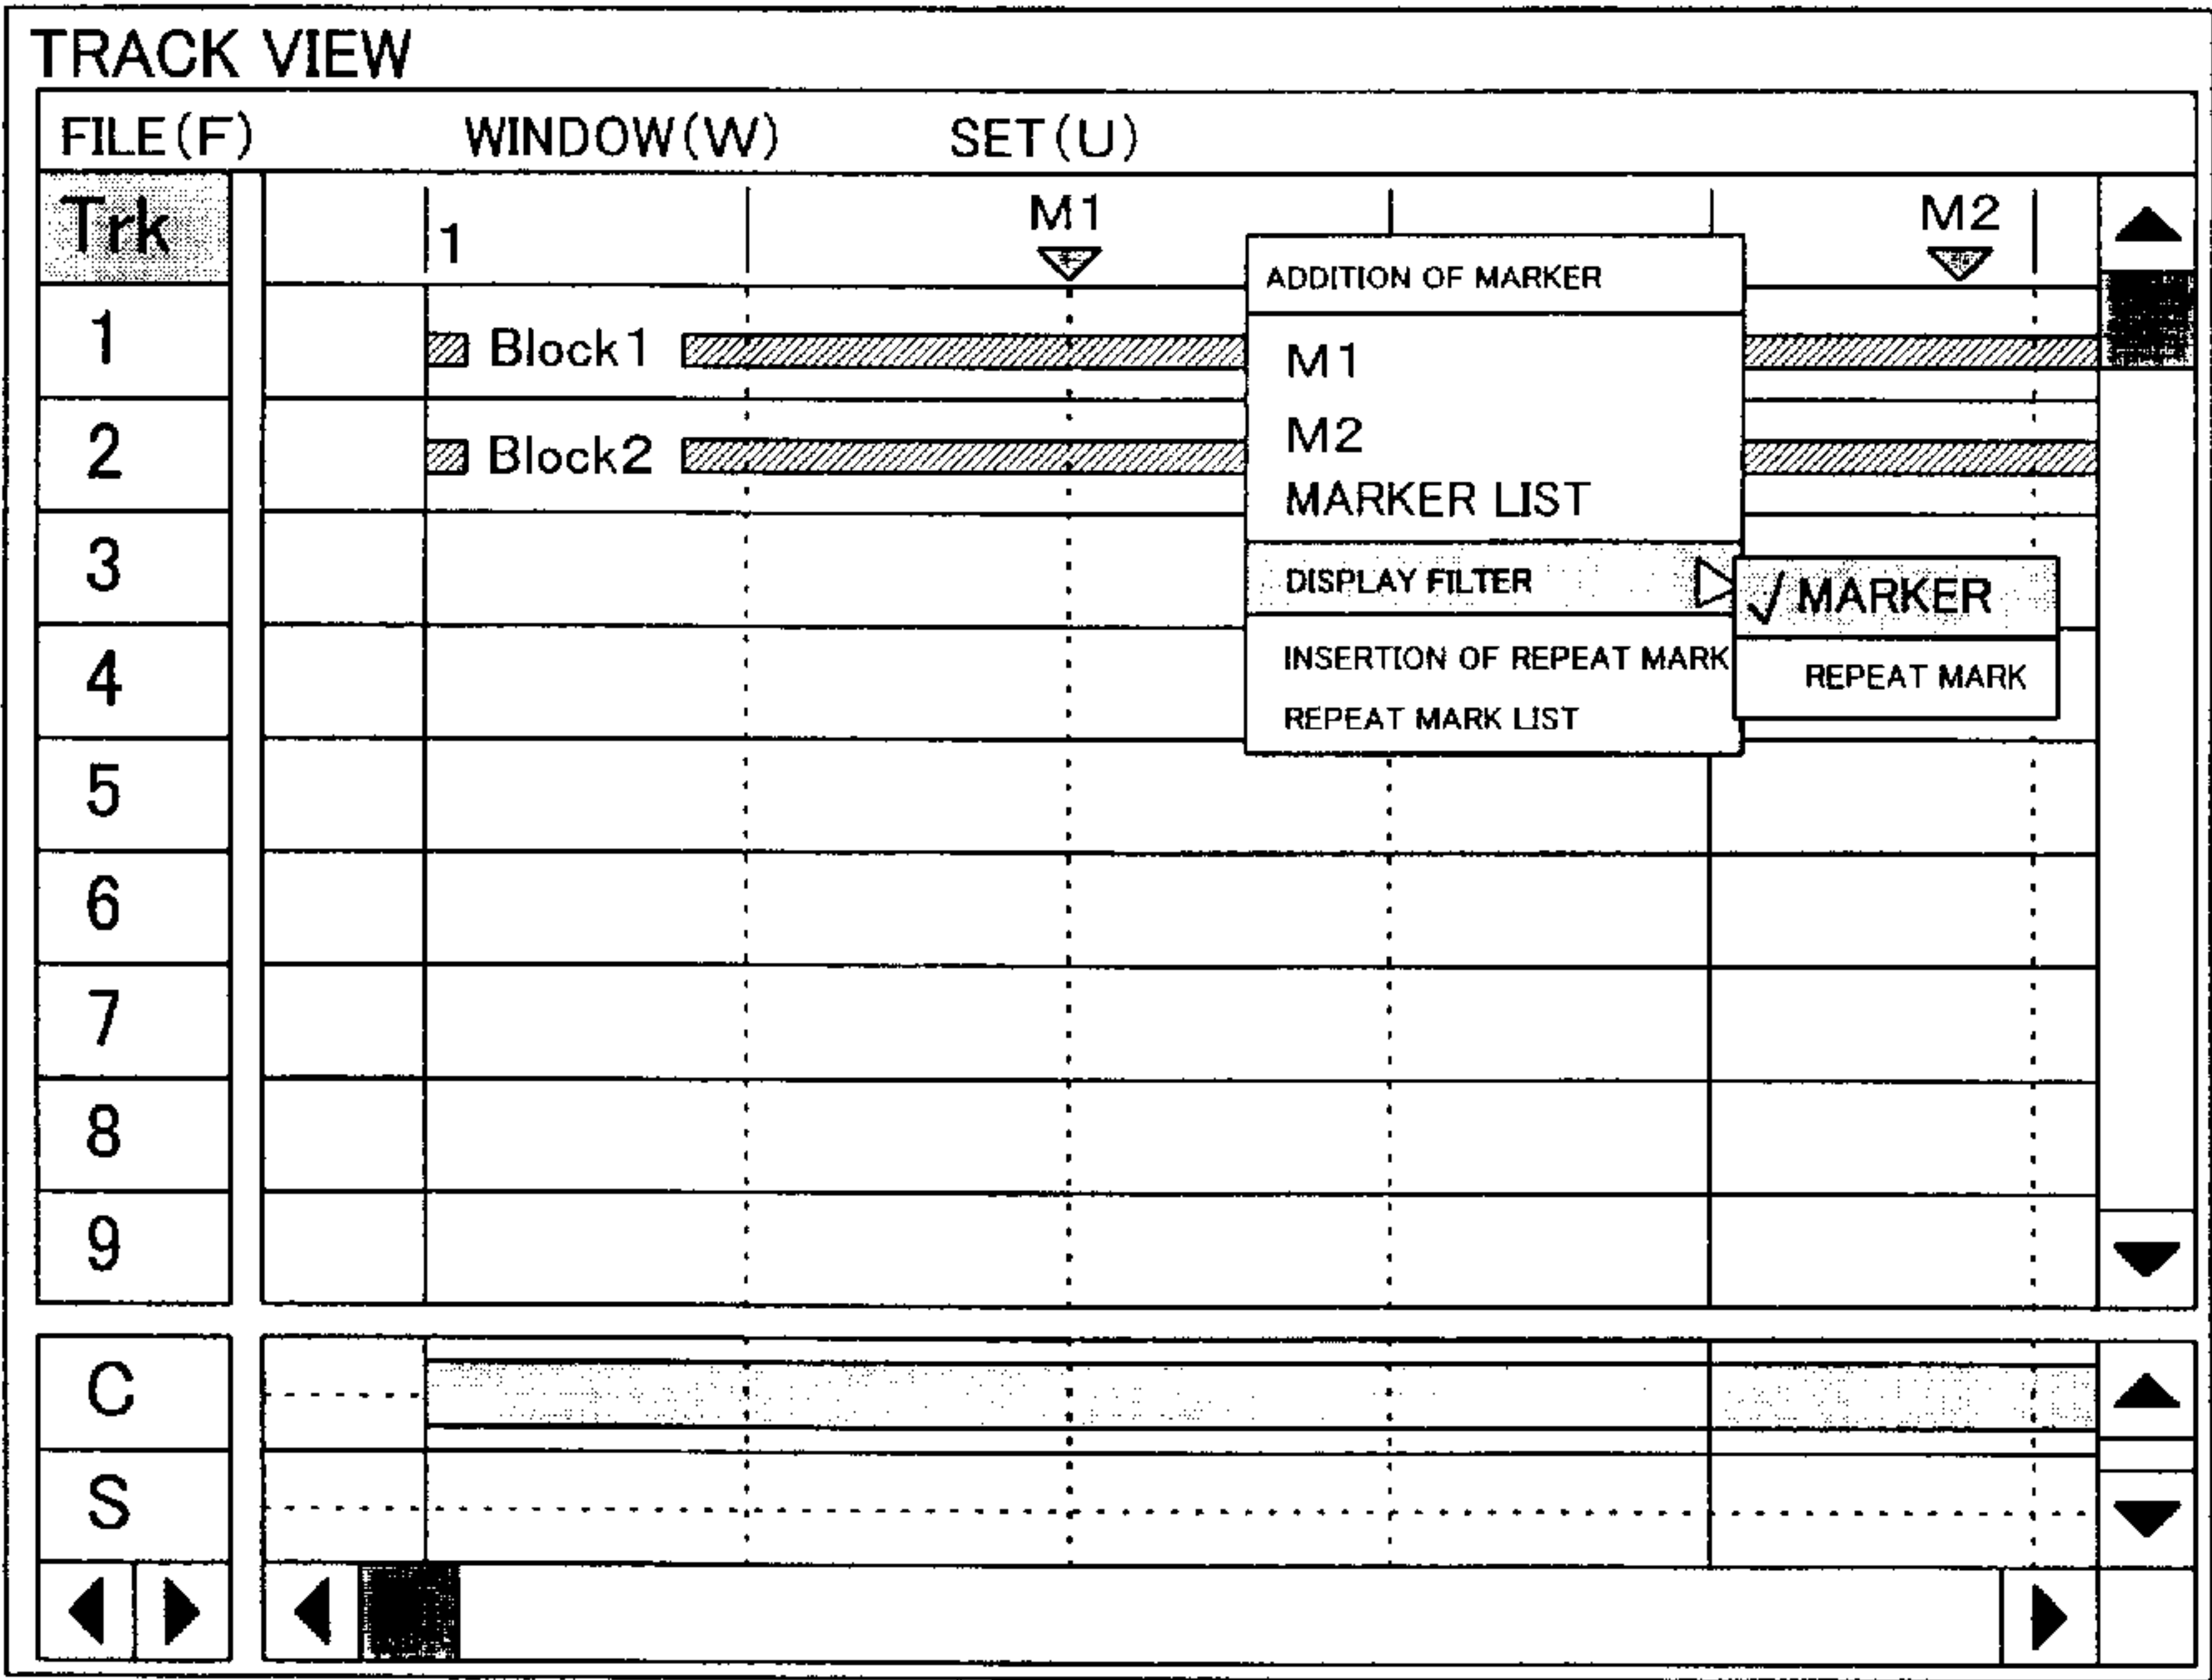 TRACK VIEW
FILE(F) WINDOW(W) SET(U)
Trk 1 M1 M2
ADDITION OF MARKER
1 Block1 M1
2 Block2 M2
MARKER LIST
3 DISPLAY FILTER √ MARKER
4 INSERTION OF REPEAT MARK REPEAT MARK
REPEAT MARK LIST
5
6
7
8
9
C
S